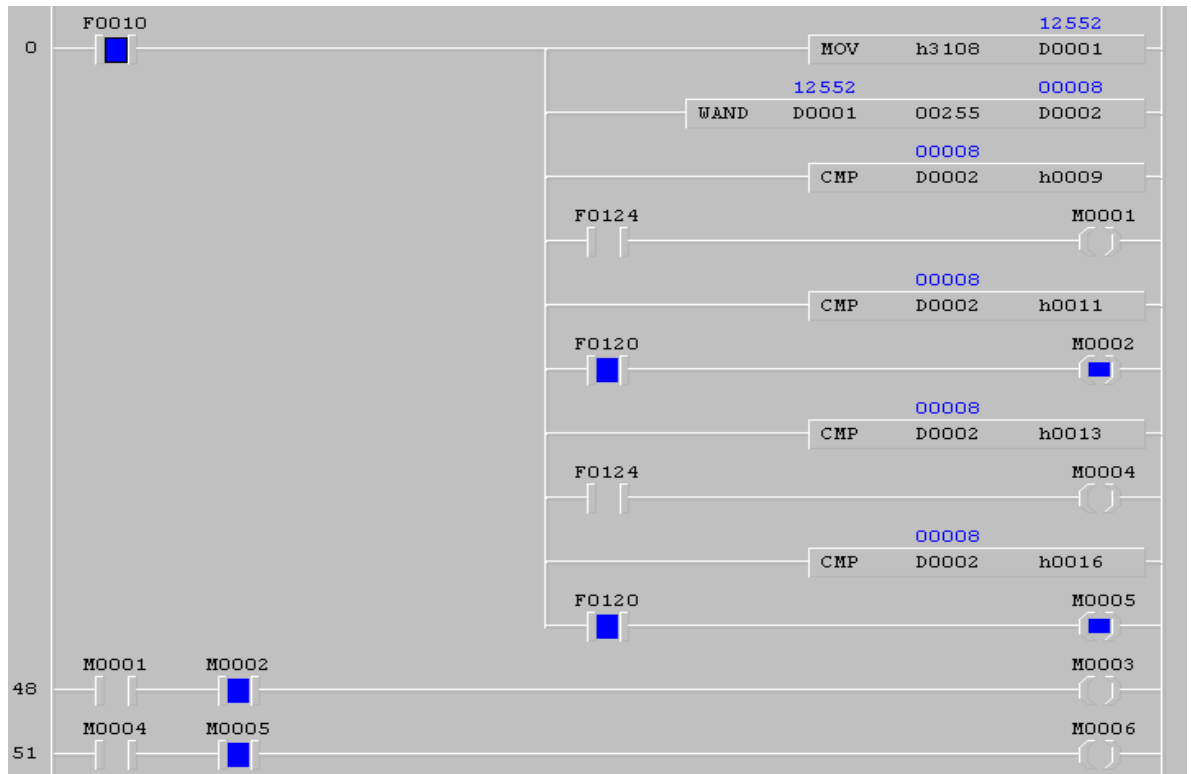 F0010 12552
0 MOV h3108 D0001
12552 00008
WAND D0001 00255 D0002
00008
CMP D0002 h0009
F0124 M0001
00008
CMP D0002 h0011
F0120 M0002
00008
CMP D0002 h0013
F0124 M0004
00008
CMP D0002 h0016
F0120 M0005
M0001 M0002 M0003
48
M0004 M0005 M0006
51